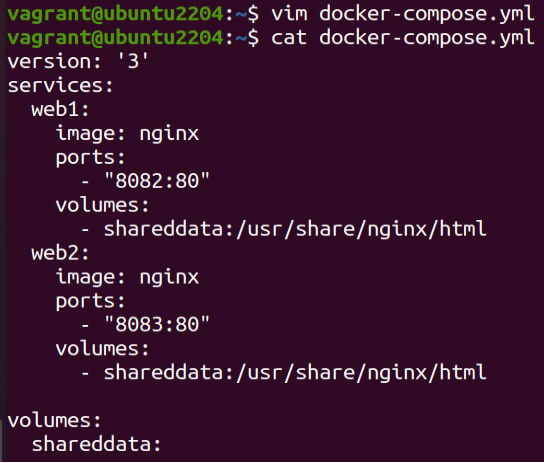 vagrant@ubuntu2204:~$ vim docker-compose.yml
vagrant@ubuntu2204:~$ cat docker-compose.yml
version: '3'
services:
  web1:
    image: nginx
    ports:
      - "8082:80"
    volumes:
      - shareddata:/usr/share/nginx/html
  web2:
    image: nginx
    ports:
      - "8083:80"
    volumes:
      - shareddata:/usr/share/nginx/html

volumes:
  shareddata: